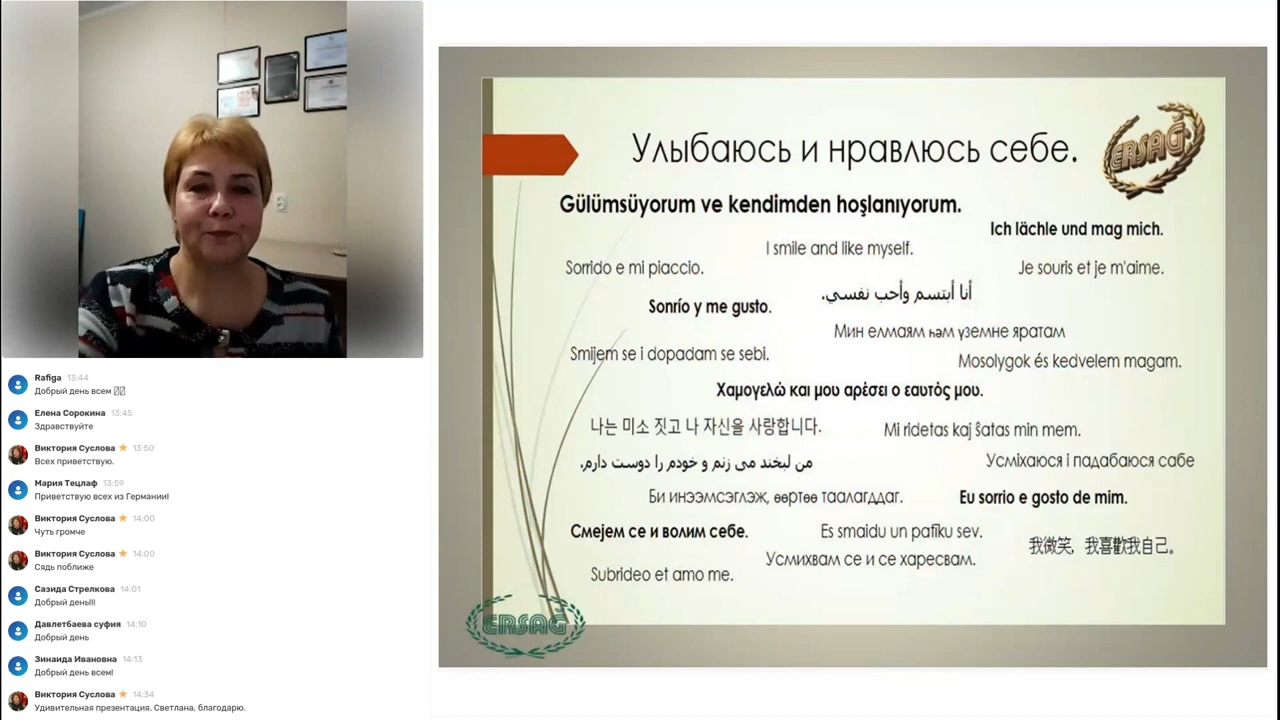 Rafiga 13:44
Добрый день всем
Елена Сорокина 13:45
Здравствуйте
Виктория Суслова 13:50
Всех приветствую.
Мария Тецлаф 13:59
Приветствую всех из Германии!
Виктория Суслова 14:00
Чуть громче
Виктория Суслова 14:00
Сядь поближе
Сазида Стрелкова 14:01
Добрый день!!!
Давлетбаева суфия 14:10
Добрый день
Зинаида Ивановна 14:13
Добрый день всем!
Виктория Суслова 14:34
Удивительная презентация. Светлана, благодарю.
Улыбаюсь и нравлюсь себе.
ERSAĞ
Gülümsüyorum ve kendimden hoşlanıyorum.
Ich lächle und mag mich.
I smile and like myself.
Sorrido e mi piaccio.
Je souris et je m'aime.
أنا أبتسم وأحب نفسي.
Sonrío y me gusto.
Мин елмаям һәм үземне яратам
Smijem se i dopadam se sebi.
Mosolygok és kedvelem magam.
Χαμογελώ και μου αρέσει ο εαυτός μου.
나는 미소 짓고 나 자신을 사랑합니다.
Mi ridetas kaj ŝatas min mem.
من لبخند می زنم و خودم را دوست دارم.
Усміхаюся і падабаюся сабе
Би инээмсэглэж, өөртөө таалагддаг.
Eu sorrio e gosto de mim.
Смејем се и волим себе.
Es smaidu un patīku sev.
我微笑，我喜歡我自己。
Усмихвам се и се харесвам.
Subrideo et amo me.
ERSAĞ